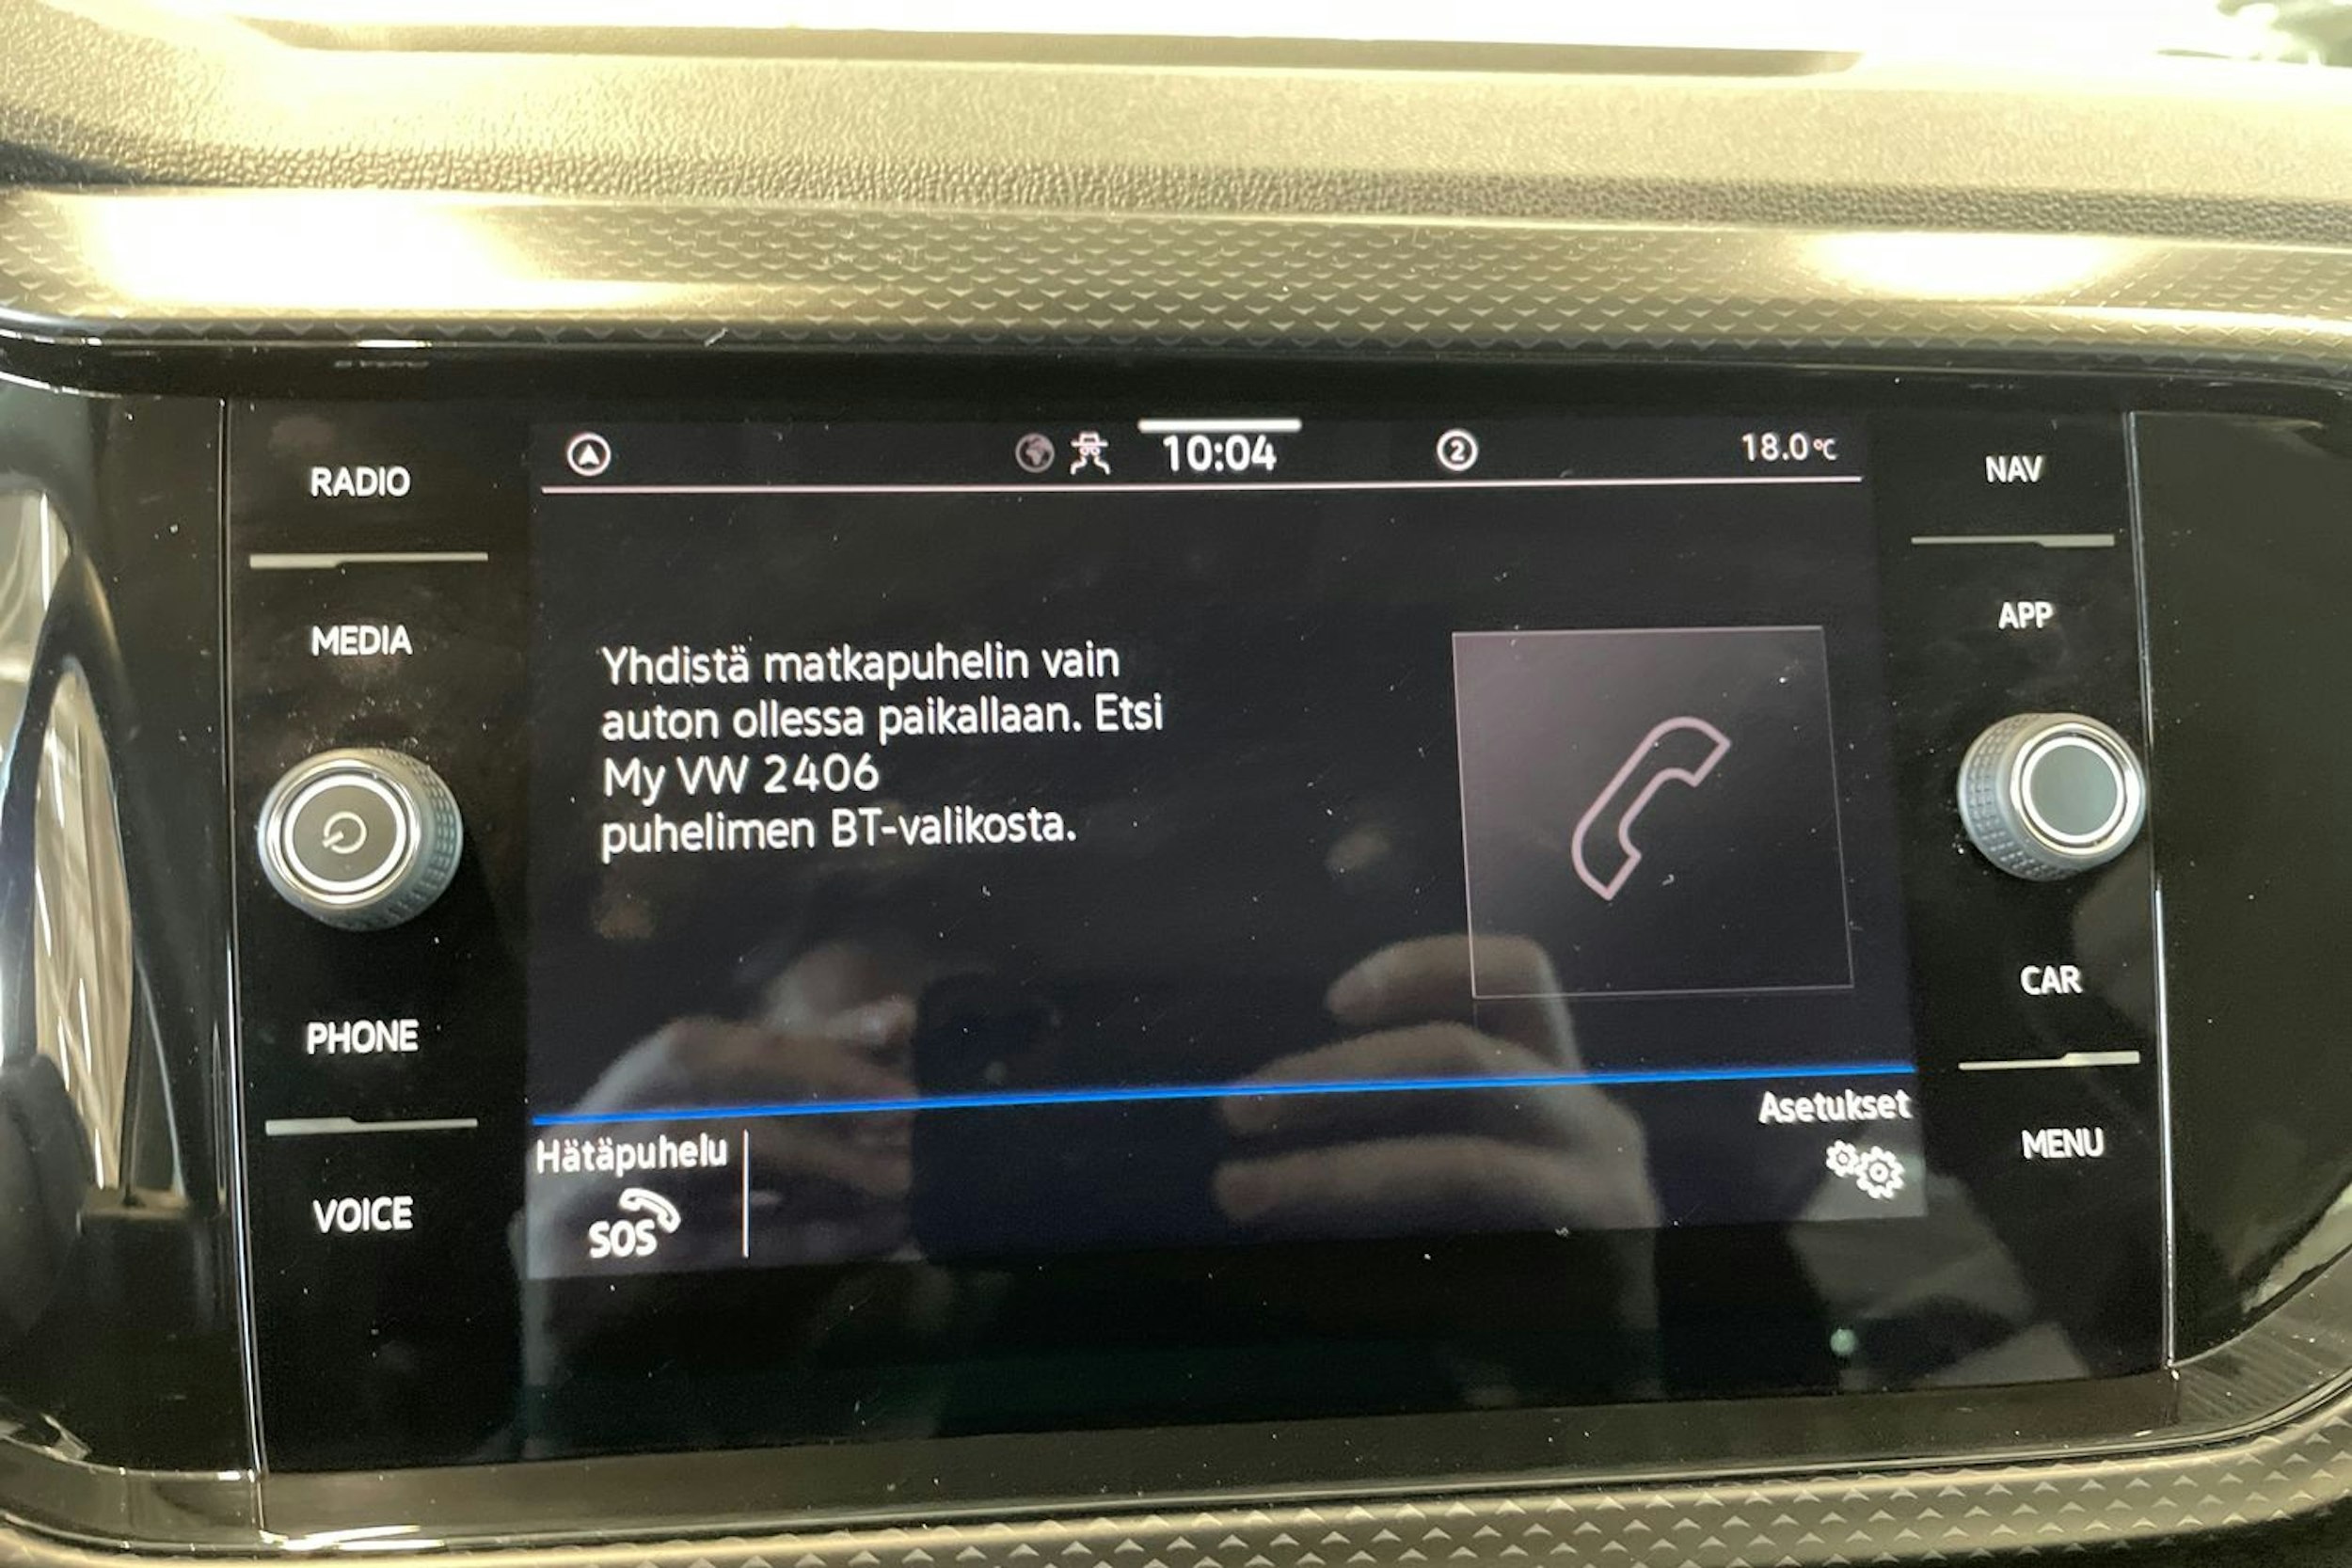 10:04
2
18.0°C
RADIO
MEDIA
PHONE
VOICE
Yhdistä matkapuhelin vain
auton ollessa paikallaan. Etsi
My VW 2406
puhelimen BT-valikosta.
Hätäpuhelu
SOS
Asetukset
NAV
APP
CAR
MENU